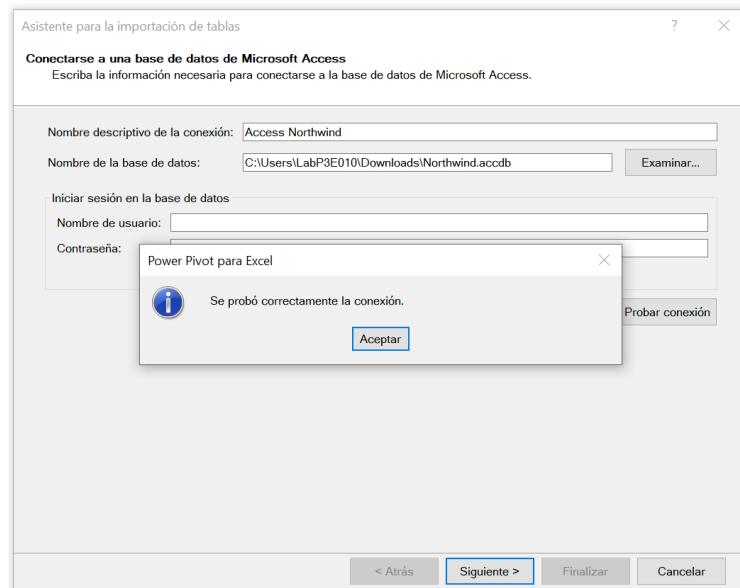 Asistente para la importación de tablas
?
Conectarse a una base de datos de Microsoft Access
Escriba la información necesaria para conectarse a la base de datos de Microsoft Access.
Nombre descriptivo de la conexión: Access Northwind
Nombre de la base de datos: C:\Users\LabP3E010\Downloads\Northwind.accdb Examinar...
Iniciar sesión en la base de datos
Nombre de usuario:
Contraseña:
Power Pivot para Excel
Se probó correctamente la conexión.
Probar conexión
Aceptar
< Atrás Siguiente > Finalizar Cancelar